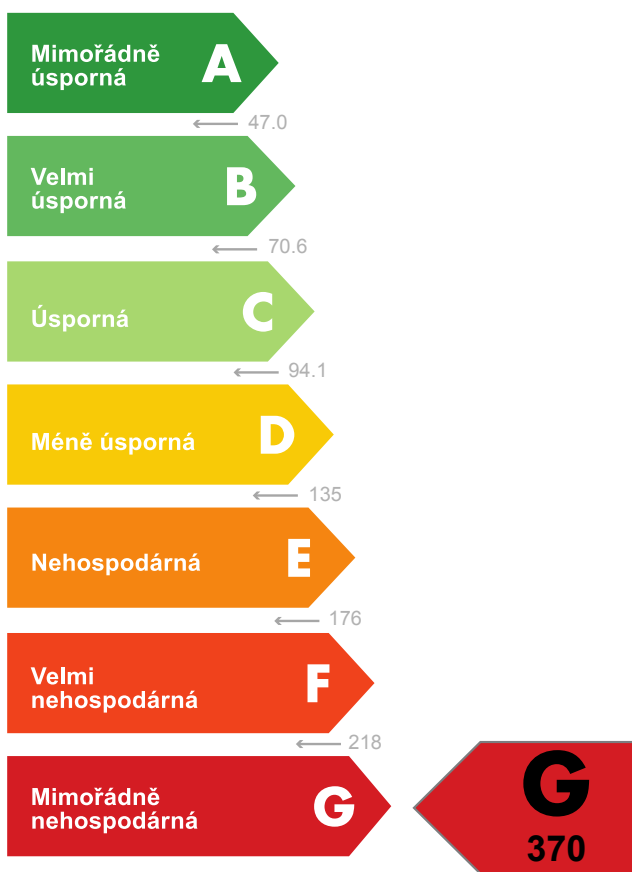 Mimořádně
úsporná
A
← 47.0
Velmi
úsporná
B
← 70.6
Úsporná C
← 94.1
Méně úsporná D
← 135
Nehospodárná E
← 176
Velmi
nehospodárná
F
← 218
Mimořádně
nehospodárná
G
G
370